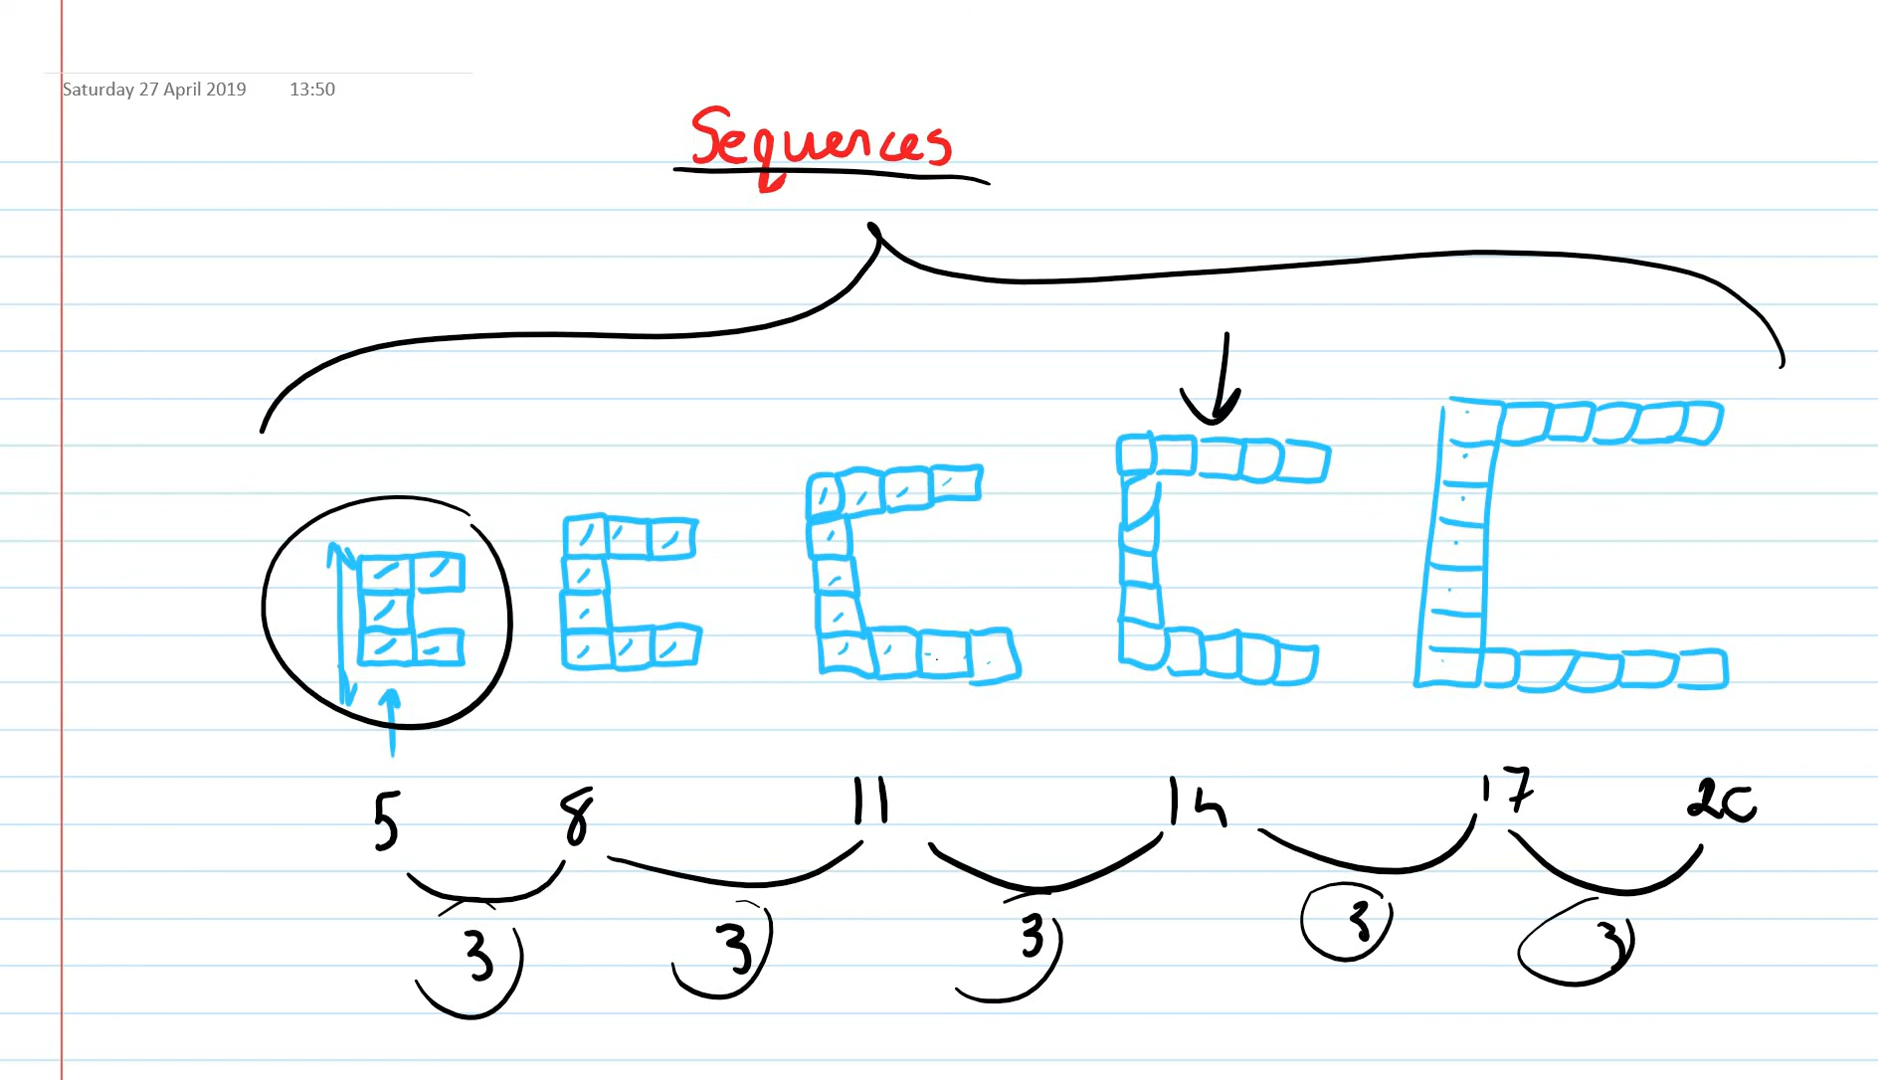 Saturday 27 April 2019 13:50
Sequences
5 8 11 14 17 20
3 3 3 3 3